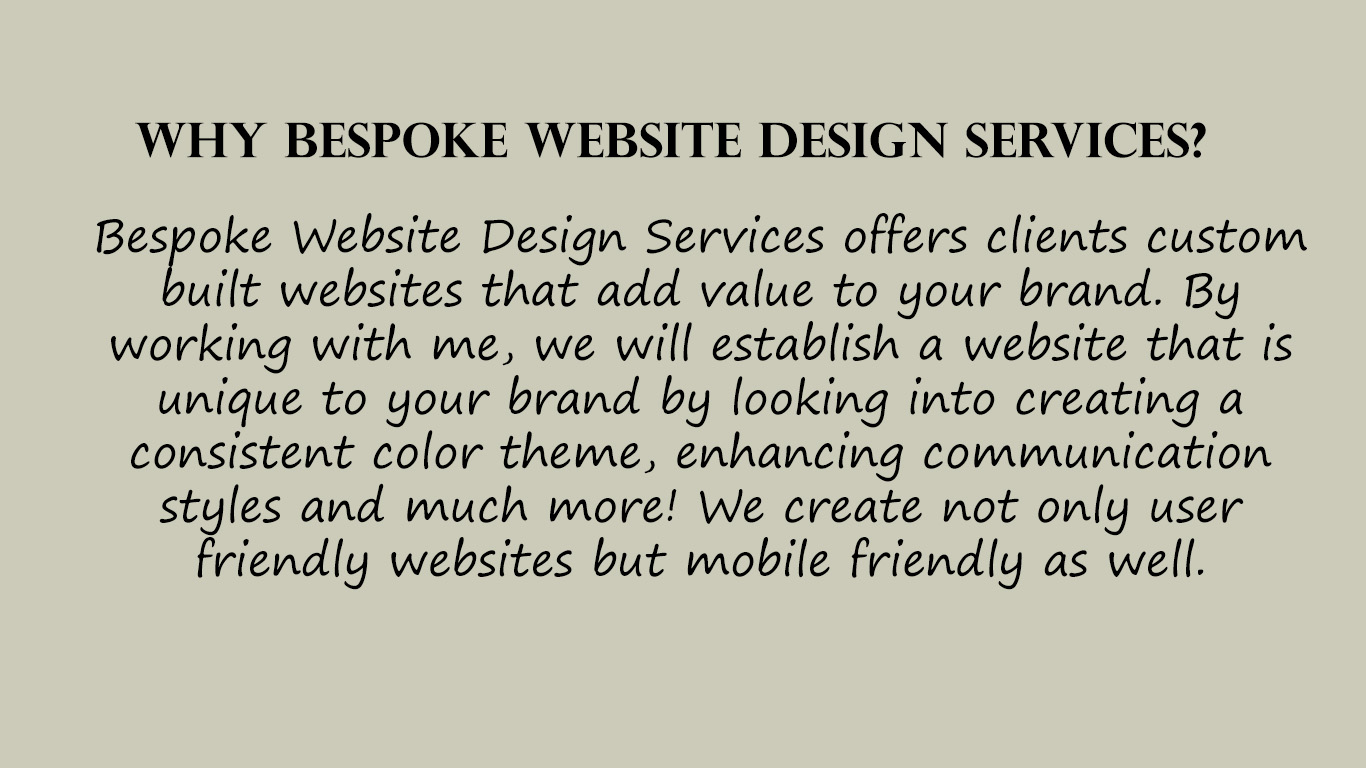 WHY BESPOKE WEBSITE DESIGN SERVICES?
Bespoke Website Design Services offers clients custom
built websites that add value to your brand. By
working with me, we will establish a website that is
unique to your brand by looking into creating a
consistent color theme, enhancing communication
styles and much more! We create not only user
friendly websites but mobile friendly as well.